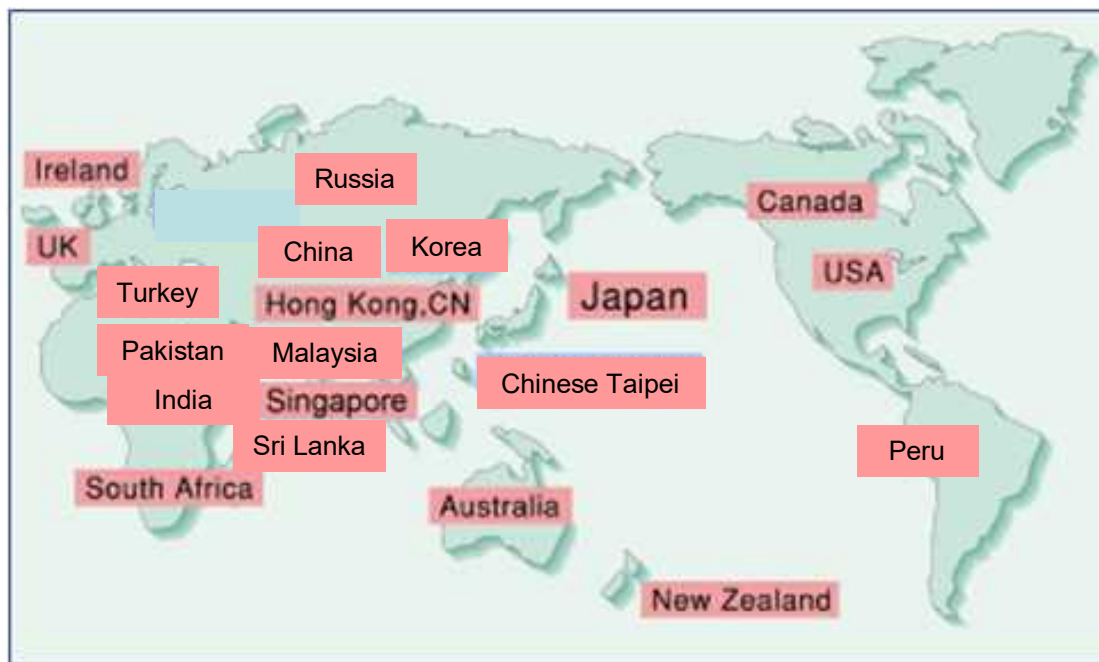 Ireland
Russia
Canada
UK
China
Korea
USA
Turkey
Hong Kong,CN
Japan
Pakistan
Malaysia
Chinese Taipei
India
Singapore
Sri Lanka
Peru
South Africa
Australia
New Zealand